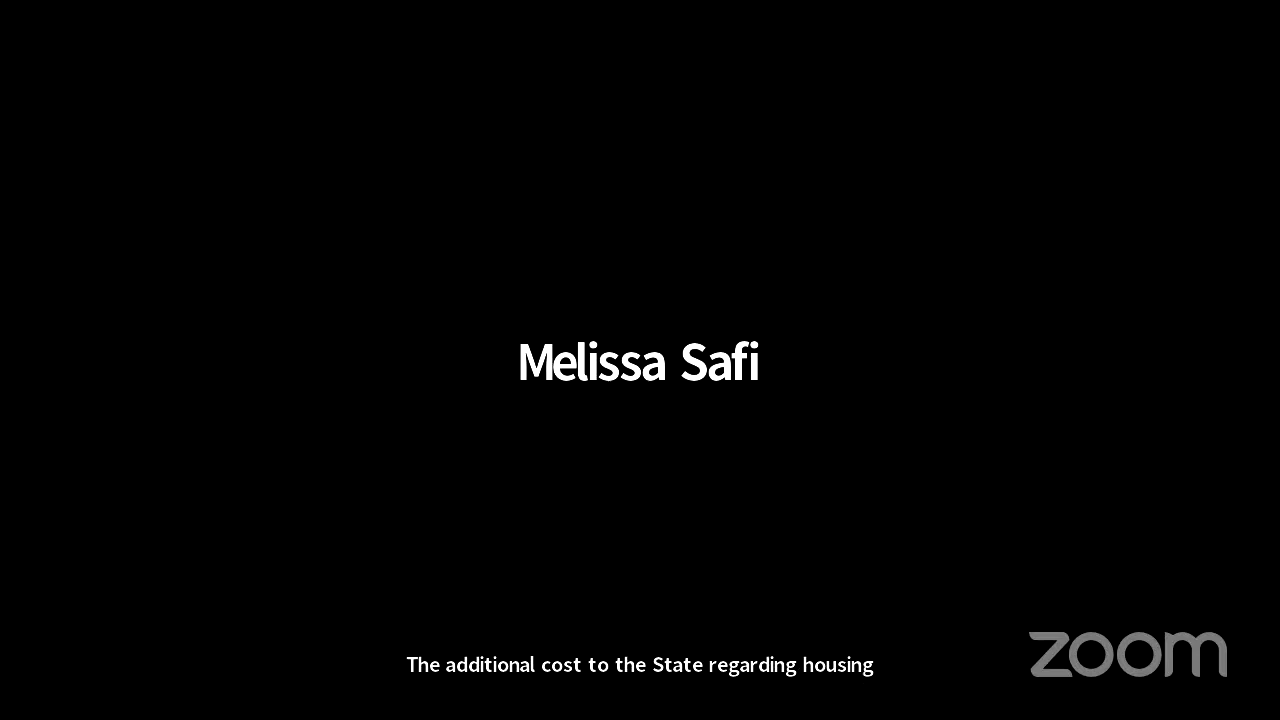 Melissa Safi
The additional cost to the State regarding housing
zoom